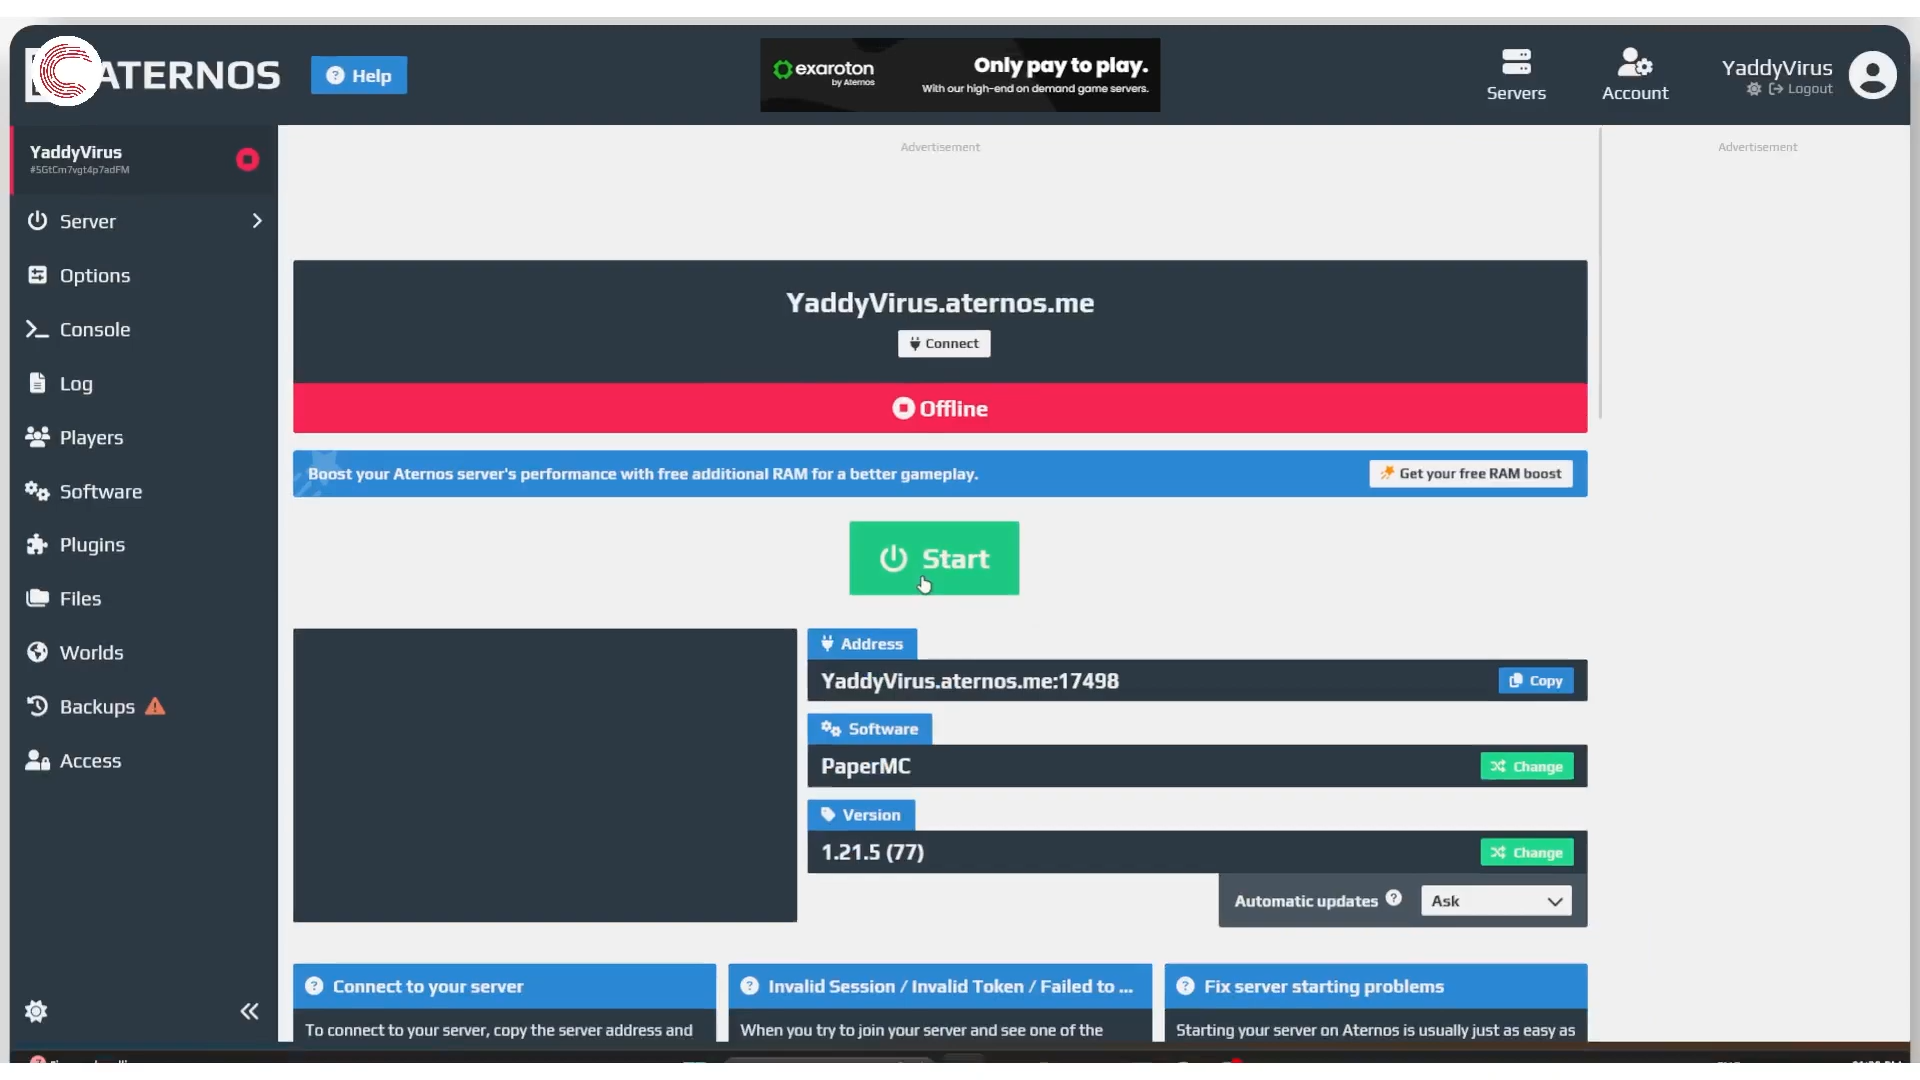 ATERNOS
Help
exaroton
by Aternos
Only pay to play.
With our high-end on demand game servers.
Servers
Account
YaddyVirus
Logout
YaddyVirus
#5GtCm7vgt4p7adFM
Server
Options
Console
Log
Players
Software
Plugins
Files
Worlds
Backups
Access
Advertisement
Advertisement
YaddyVirus.aternos.me
Connect
Offline
Boost your Aternos server's performance with free additional RAM for a better gameplay.
Get your free RAM boost
Start
Address
YaddyVirus.aternos.me:17498
Copy
Software
PaperMC
Change
Version
1.21.5 (77)
Change
Automatic updates
Ask
Connect to your server
To connect to your server, copy the server address and
Invalid Session / Invalid Token / Failed to ...
When you try to join your server and see one of the
Fix server starting problems
Starting your server on Aternos is usually just as easy as